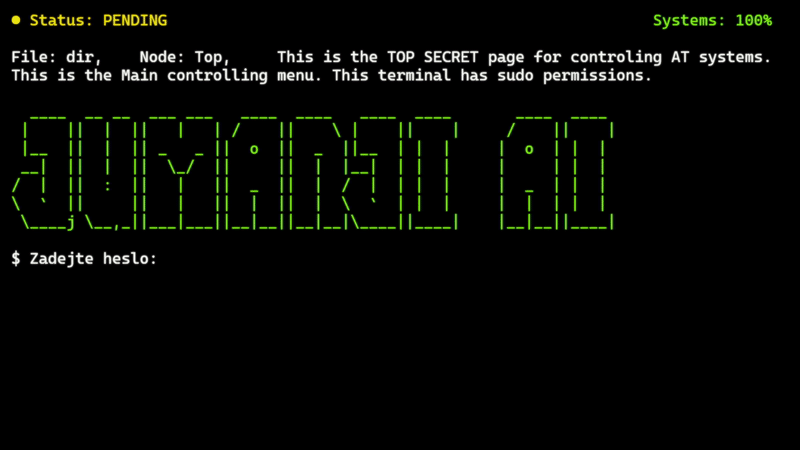 Status: PENDING
Systems: 100%
File: dir,    Node: Top,     This is the TOP SECRET page for controling AT systems.
This is the Main controlling menu. This terminal has sudo permissions.
JUMANJI AI
$ Zadejte heslo: